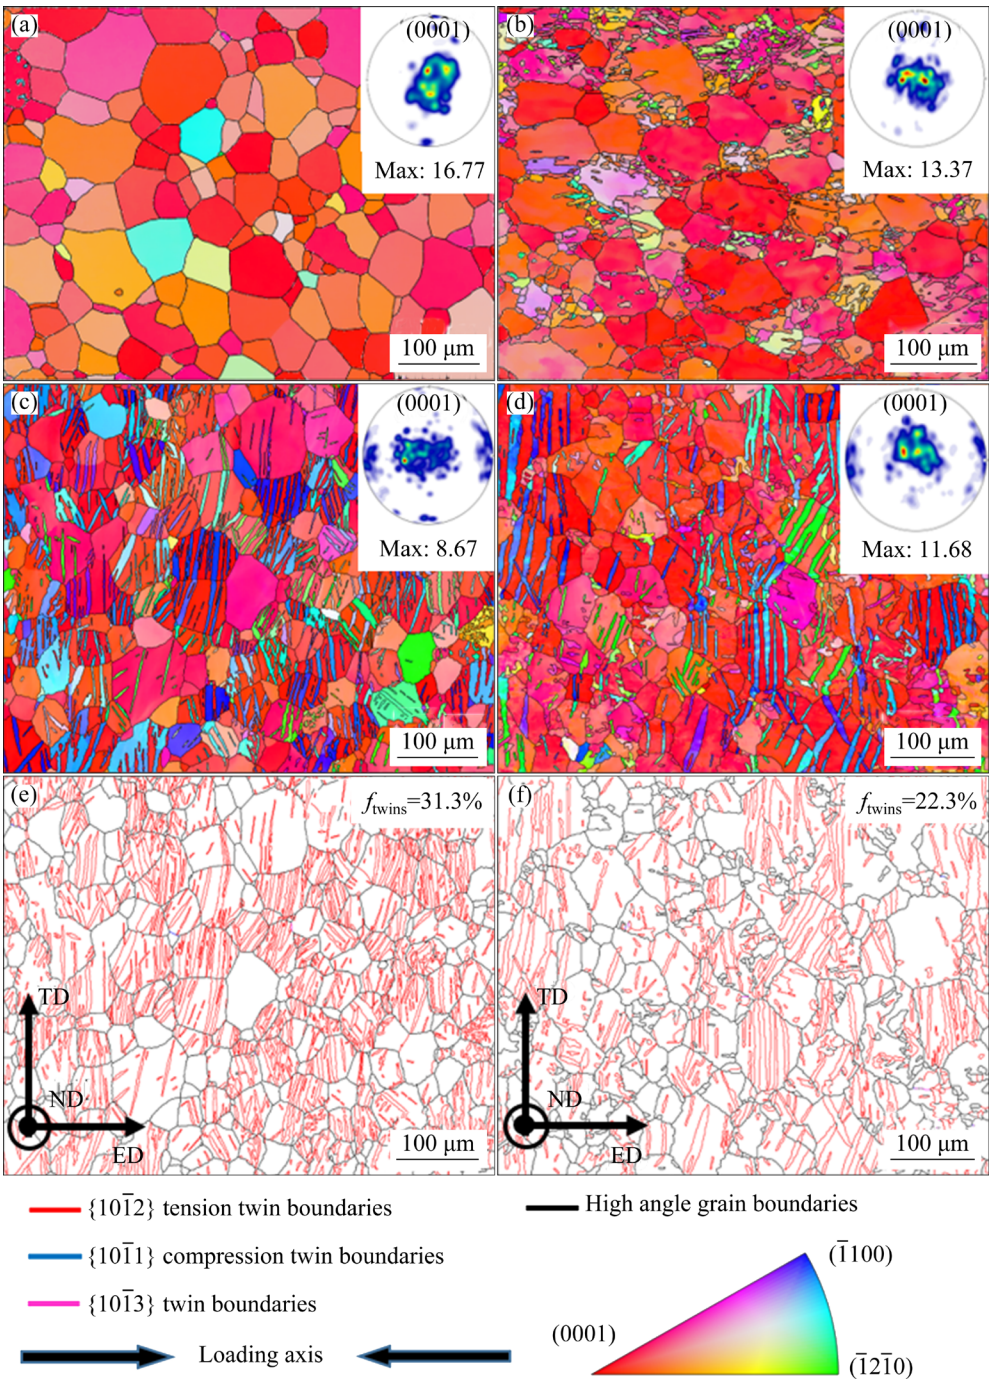 (a)
(0001)
Max: 16.77
100 μm
(b)
(0001)
Max: 13.37
100 μm
(c)
(0001)
Max: 8.67
100 μm
(d)
(0001)
Max: 11.68
100 μm
(e)
f_twins=31.3%
TD
ND
ED
100 μm
(f)
f_twins=22.3%
TD
ND
ED
100 μm
{101̅2} tension twin boundaries
High angle grain boundaries
{101̅1} compression twin boundaries
{101̅3} twin boundaries
Loading axis
(1̅100)
(0001)
(1̅21̅0)